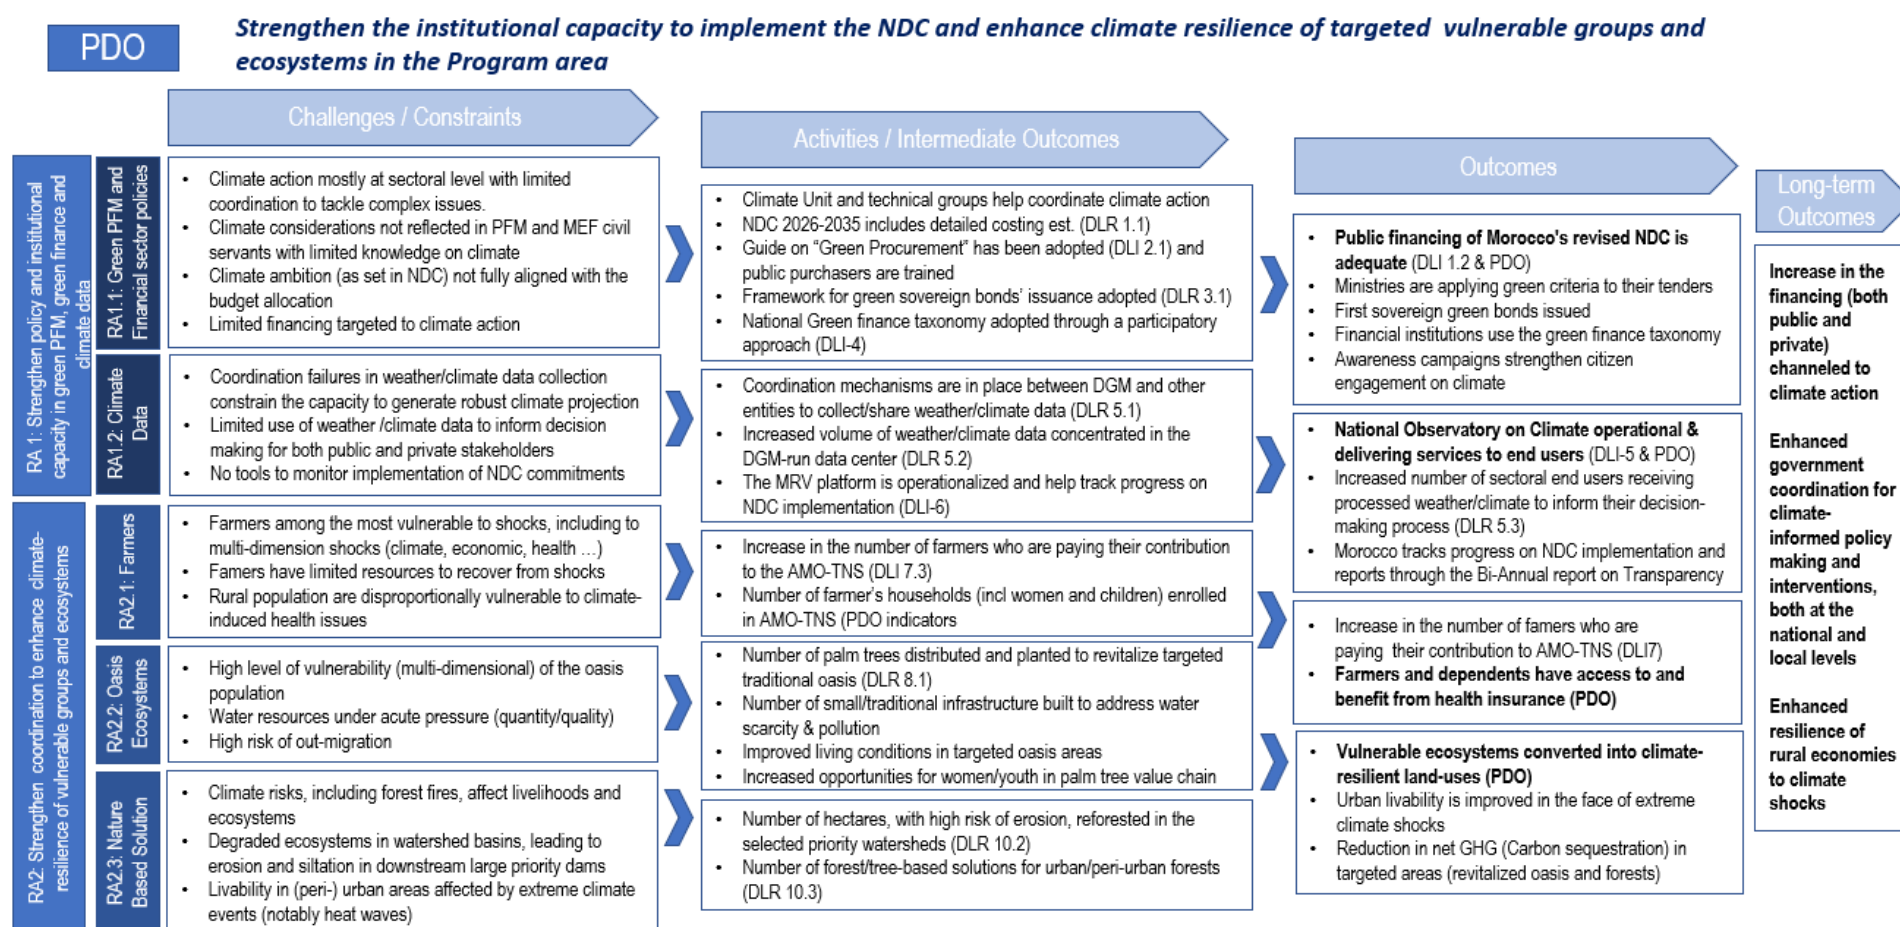 PDO
Strengthen the institutional capacity to implement the NDC and enhance climate resilience of targeted vulnerable groups and
ecosystems in the Program area
Challenges / Constraints
Activities / Intermediate Outcomes
Outcomes
Long-term
Outcomes
RA 1: Strengthen policy and institutional
capacity in green PFM, green finance and
climate data
RA1.1: Green PFM and
Financial sector policies
• Climate action mostly at sectoral level with limited
coordination to tackle complex issues.
• Climate considerations not reflected in PFM and MEF civil
servants with limited knowledge on climate
• Climate ambition (as set in NDC) not fully aligned with the
budget allocation
• Limited financing targeted to climate action
• Climate Unit and technical groups help coordinate climate action
• NDC 2026-2035 includes detailed costing est. (DLR 1.1)
• Guide on “Green Procurement” has been adopted (DLI 2.1) and
public purchasers are trained
• Framework for green sovereign bonds’ issuance adopted (DLR 3.1)
• National Green finance taxonomy adopted through a participatory
approach (DLI-4)
• Public financing of Morocco's revised NDC is
adequate (DLI 1.2 & PDO)
• Ministries are applying green criteria to their tenders
• First sovereign green bonds issued
• Financial institutions use the green finance taxonomy
• Awareness campaigns strengthen citizen
engagement on climate
RA1.2: Climate
Data
• Coordination failures in weather/climate data collection
constrain the capacity to generate robust climate projection
• Limited use of weather /climate data to inform decision
making for both public and private stakeholders
• No tools to monitor implementation of NDC commitments
• Coordination mechanisms are in place between DGM and other
entities to collect/share weather/climate data (DLR 5.1)
• Increased volume of weather/climate data concentrated in the
DGM-run data center (DLR 5.2)
• The MRV platform is operationalized and help track progress on
NDC implementation (DLI-6)
• National Observatory on Climate operational &
delivering services to end users (DLI-5 & PDO)
• Increased number of sectoral end users receiving
processed weather/climate to inform their decision-
making process (DLR 5.3)
• Morocco tracks progress on NDC implementation and
reports through the Bi-Annual report on Transparency
RA2: Strengthen coordination to enhance climate-
resilience of vulnerable groups and ecosystems
RA2.1: Farmers
• Farmers among the most vulnerable to shocks, including to
multi-dimension shocks (climate, economic, health ...)
• Famers have limited resources to recover from shocks
• Rural population are disproportionally vulnerable to climate-
induced health issues
• Increase in the number of farmers who are paying their contribution
to the AMO-TNS (DLI 7.3)
• Number of farmer’s households (incl women and children) enrolled
in AMO-TNS (PDO indicators
• Increase in the number of famers who are
paying their contribution to AMO-TNS (DLI7)
• Farmers and dependents have access to and
benefit from health insurance (PDO)
RA2.2: Oasis
Ecosystems
• High level of vulnerability (multi-dimensional) of the oasis
population
• Water resources under acute pressure (quantity/quality)
• High risk of out-migration
• Number of palm trees distributed and planted to revitalize targeted
traditional oasis (DLR 8.1)
• Number of small/traditional infrastructure built to address water
scarcity & pollution
• Improved living conditions in targeted oasis areas
• Increased opportunities for women/youth in palm tree value chain
• Vulnerable ecosystems converted into climate-
resilient land-uses (PDO)
• Urban livability is improved in the face of extreme
climate shocks
• Reduction in net GHG (Carbon sequestration) in
targeted areas (revitalized oasis and forests)
RA2.3: Nature
Based Solution
• Climate risks, including forest fires, affect livelihoods and
ecosystems
• Degraded ecosystems in watershed basins, leading to
erosion and siltation in downstream large priority dams
• Livability in (peri-) urban areas affected by extreme climate
events (notably heat waves)
• Number of hectares, with high risk of erosion, reforested in the
selected priority watersheds (DLR 10.2)
• Number of forest/tree-based solutions for urban/peri-urban forests
(DLR 10.3)
Increase in the
financing (both
public and
private)
channeled to
climate action
Enhanced
government
coordination for
climate-
informed policy
making and
interventions,
both at the
national and
local levels
Enhanced
resilience of
rural economies
to climate
shocks